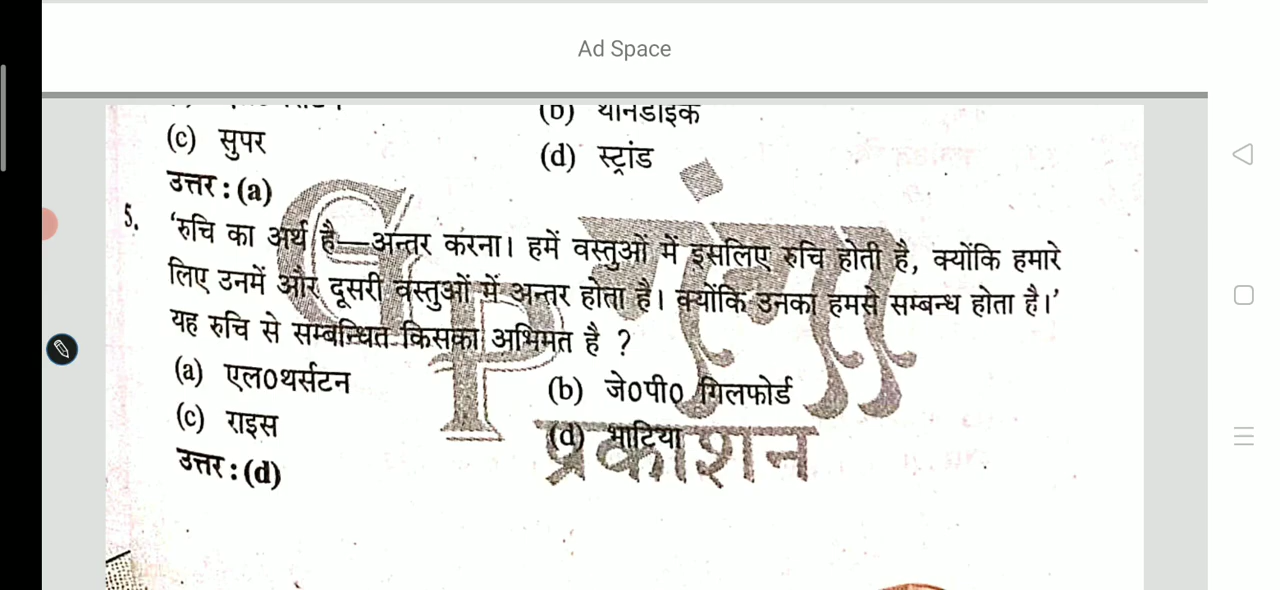 Ad Space
(b) थॉर्नडाइक
(c) सुपर
(d) स्ट्रांड
उत्तर : (a)
5. 'रुचि का अर्थ है—अन्तर करना। हमें वस्तुओं में इसलिए रुचि होती है, क्योंकि हमारे
लिए उनमें और दूसरी वस्तुओं में अन्तर होता है। क्योंकि उनका हमसे सम्बन्ध होता है।'
यह रुचि से सम्बन्धित किसका अभिमत है ?
(a) एल०थर्सटन
(b) जे०पी० गिलफोर्ड
(c) राइस
(d) भाटिया
उत्तर : (d)
GP गंगा
प्रकाशन